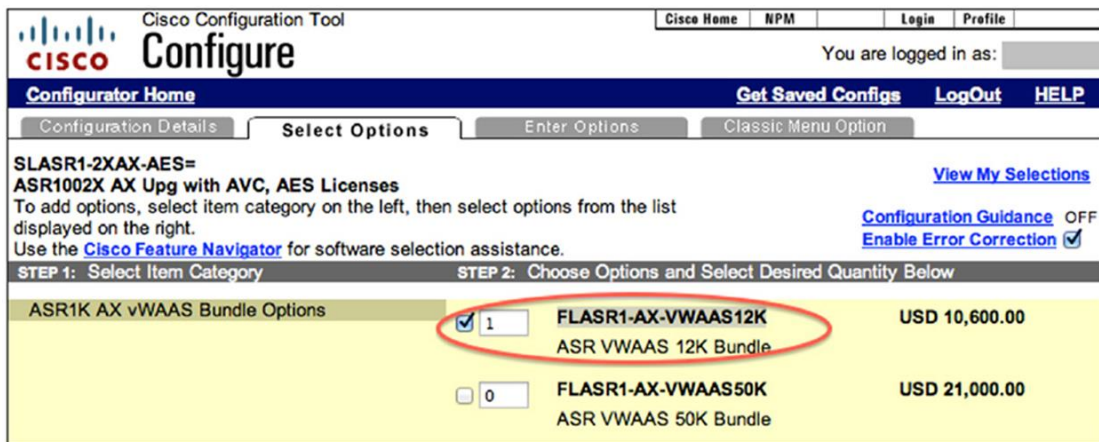 Cisco Configuration Tool
CISCO Configure
Cisco Home NPM Login Profile
You are logged in as:
Configurator Home Get Saved Configs LogOut HELP
Configuration Details Select Options Enter Options Classic Menu Option
SLASR1-2XAX-AES=
ASR1002X AX Upg with AVC, AES Licenses
To add options, select item category on the left, then select options from the list
displayed on the right.
Use the Cisco Feature Navigator for software selection assistance.
View My Selections
Configuration Guidance OFF
Enable Error Correction
STEP 1: Select Item Category STEP 2: Choose Options and Select Desired Quantity Below
ASR1K AX vWAAS Bundle Options
1 FLASR1-AX-VWAAS12K USD 10,600.00
ASR VWAAS 12K Bundle
0 FLASR1-AX-VWAAS50K USD 21,000.00
ASR VWAAS 50K Bundle